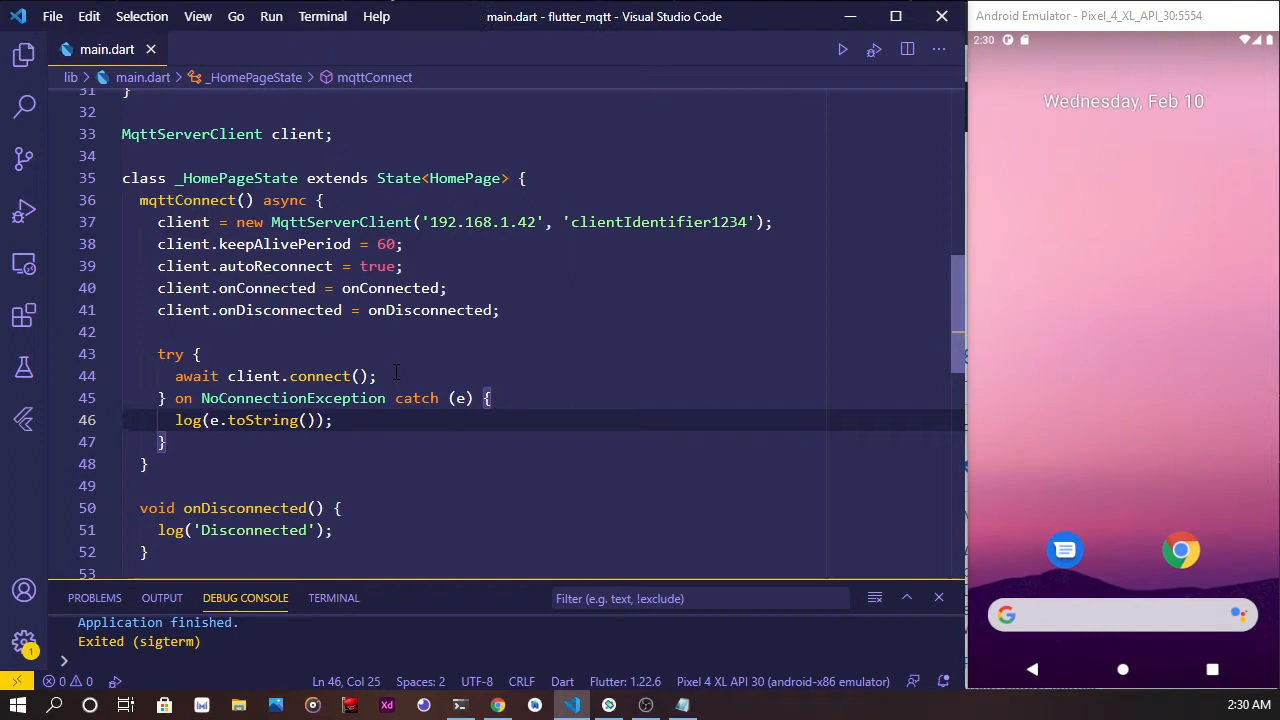 File Edit Selection View Go Run Terminal Help main.dart - flutter_mqtt - Visual Studio Code
Android Emulator - Pixel_4_XL_API_30:5554
main.dart
2:30
lib > main.dart > _HomePageState > mqttConnect
31 }
32
33 MqttServerClient client;
34
35 class _HomePageState extends State<HomePage> {
36 mqttConnect() async {
37 client = new MqttServerClient('192.168.1.42', 'clientIdentifier1234');
38 client.keepAlivePeriod = 60;
39 client.autoReconnect = true;
40 client.onConnected = onConnected;
41 client.onDisconnected = onDisconnected;
42
43 try {
44 await client.connect();
45 } on NoConnectionException catch (e) {
46 log(e.toString());
47 }
48 }
49
50 void onDisconnected() {
51 log('Disconnected');
52 }
53
Wednesday, Feb 10
PROBLEMS OUTPUT DEBUG CONSOLE TERMINAL Filter (e.g. text, !exclude)
Application finished.
Exited (sigterm)
1
0 0 Ln 46, Col 25 Spaces: 2 UTF-8 CRLF Dart Flutter: 1.22.6 Pixel 4 XL API 30 (android-x86 emulator)
Xd
2:30 AM